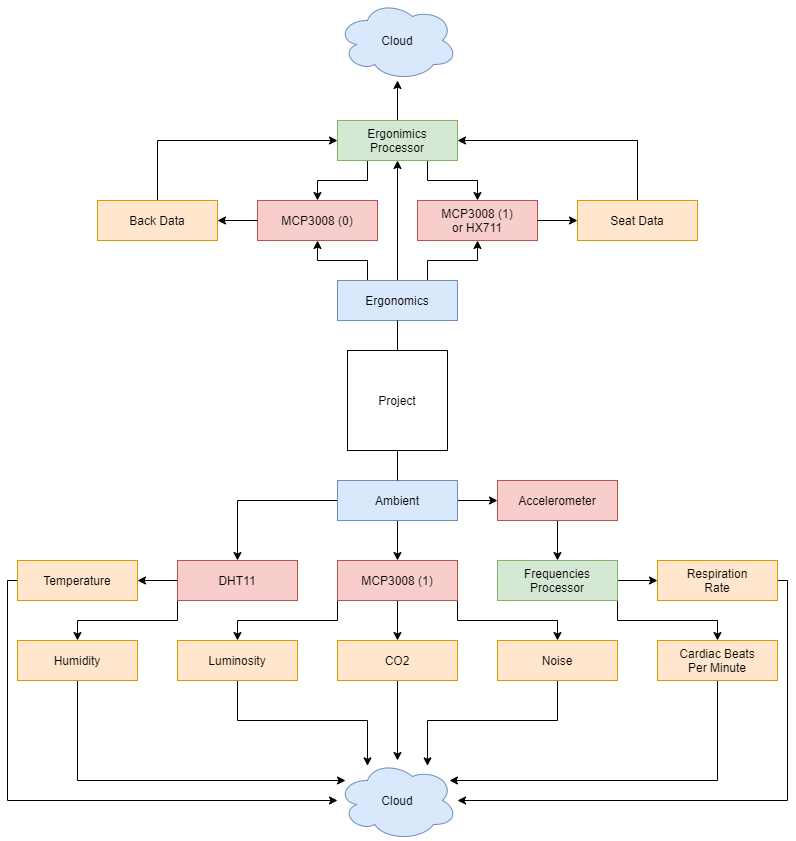 Cloud
Ergonimics
Processor
Back Data
MCP3008 (0)
MCP3008 (1)
or HX711
Seat Data
Ergonomics
Project
Ambient
Accelerometer
Temperature
DHT11
MCP3008 (1)
Frequencies
Processor
Respiration
Rate
Humidity
Luminosity
CO2
Noise
Cardiac Beats
Per Minute
Cloud